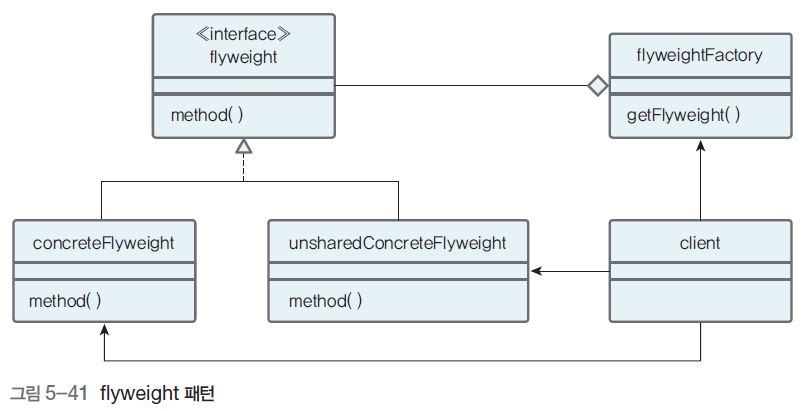 ≪interface≫
flyweight
method( )
flyweightFactory
getFlyweight( )
concreteFlyweight
method( )
unsharedConcreteFlyweight
method( )
client
그림 5-41 flyweight 패턴